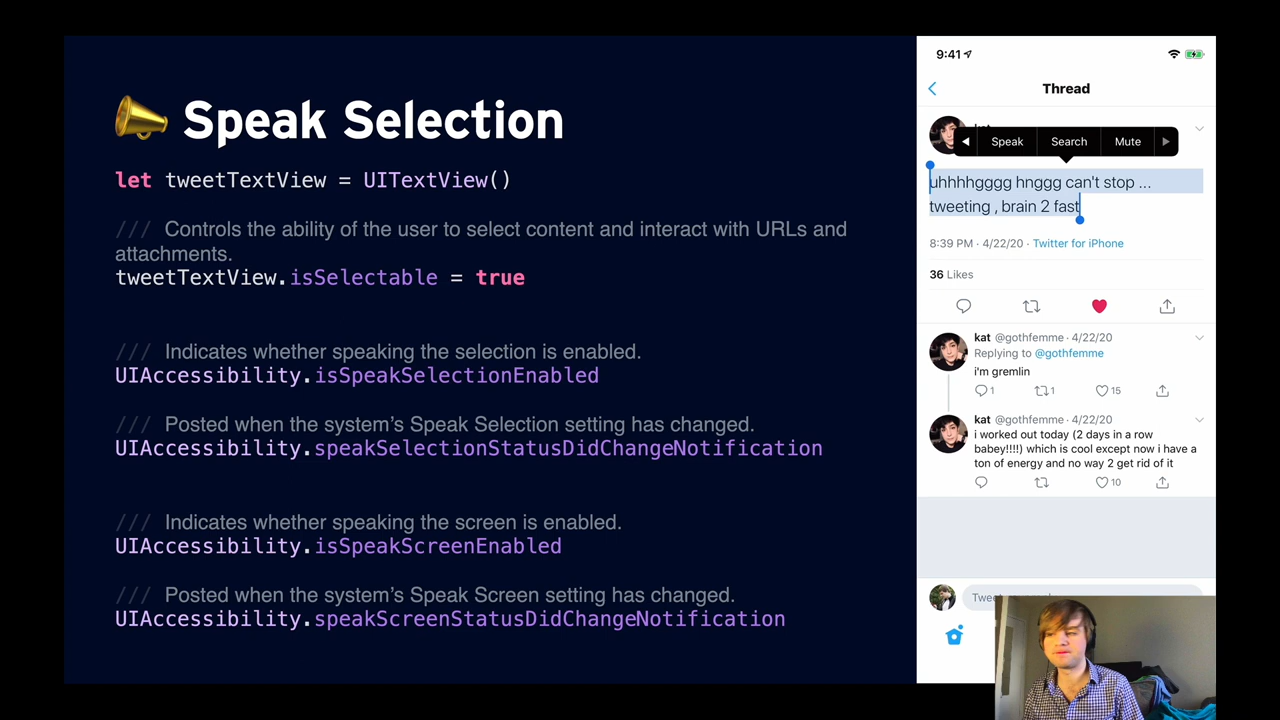 Speak Selection
let tweetTextView = UITextView()
/// Controls the ability of the user to select content and interact with URLs and
attachments.
tweetTextView.isSelectable = true
/// Indicates whether speaking the selection is enabled.
UIAccessibility.isSpeakSelectionEnabled
/// Posted when the system’s Speak Selection setting has changed.
UIAccessibility.speakSelectionStatusDidChangeNotification
/// Indicates whether speaking the screen is enabled.
UIAccessibility.isSpeakScreenEnabled
/// Posted when the system’s Speak Screen setting has changed.
UIAccessibility.speakScreenStatusDidChangeNotification
9:41
Thread
Speak Search Mute
uhhhhgggg hnggg can't stop ...
tweeting , brain 2 fast
8:39 PM · 4/22/20 · Twitter for iPhone
36 Likes
kat @gothfemme · 4/22/20
Replying to @gothfemme
i'm gremlin
1 1 15
kat @gothfemme · 4/22/20
i worked out today (2 days in a row
babey!!!!) which is cool except now i have a
ton of energy and no way 2 get rid of it
10